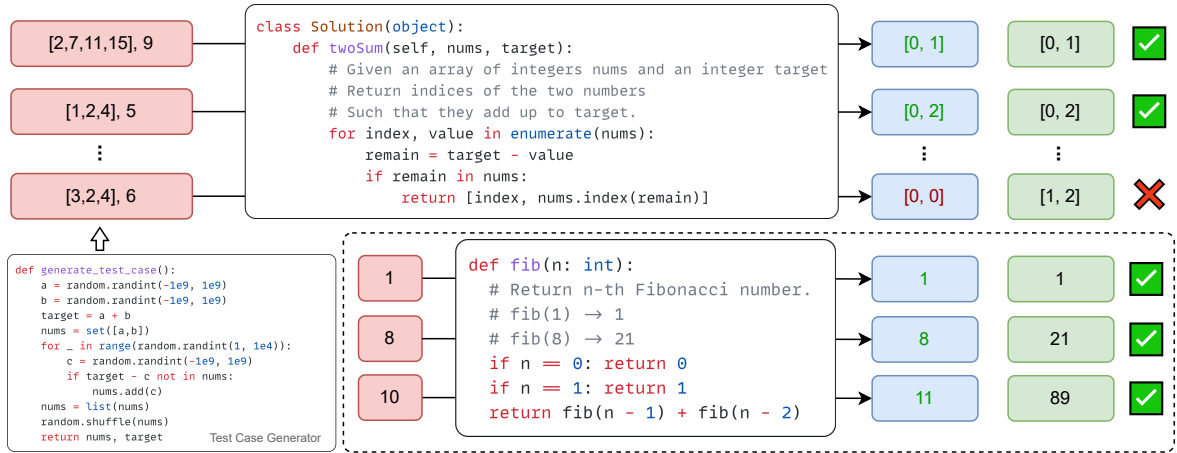 [2,7,11,15], 9
[1,2,4], 5
⋮
[3,2,4], 6
class Solution(object):
    def twoSum(self, nums, target):
        # Given an array of integers nums and an integer target
        # Return indices of the two numbers
        # Such that they add up to target.
        for index, value in enumerate(nums):
            remain = target - value
            if remain in nums:
                return [index, nums.index(remain)]
[0, 1]
[0, 2]
⋮
[0, 0]
[0, 1]
[0, 2]
⋮
[1, 2]
def generate_test_case():
    a = random.randint(-1e9, 1e9)
    b = random.randint(-1e9, 1e9)
    target = a + b
    nums = set([a,b])
    for _ in range(random.randint(1, 1e4)):
        c = random.randint(-1e9, 1e9)
        if target - c not in nums:
            nums.add(c)
    nums = list(nums)
    random.shuffle(nums)
    return nums, target
Test Case Generator
1
8
10
def fib(n: int):
  # Return n-th Fibonacci number.
  # fib(1) → 1
  # fib(8) → 21
  if n == 0: return 0
  if n == 1: return 1
  return fib(n - 1) + fib(n - 2)
1
8
11
1
21
89